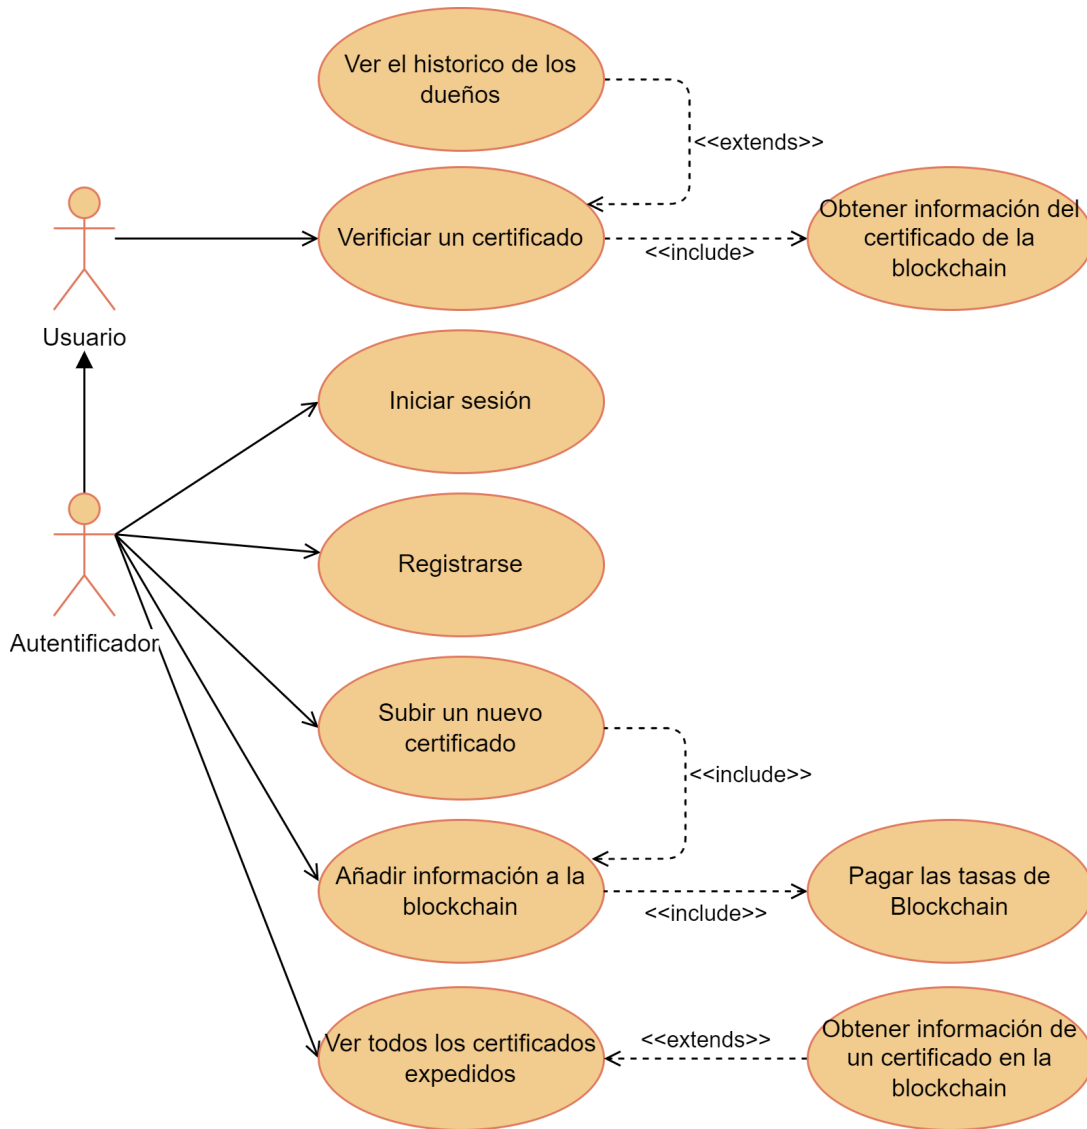 Ver el historico de los
dueños
<<extends>>
Verificiar un certificado
<<include>
Obtener información del
certificado de la
blockchain
Usuario
Iniciar sesión
Registrarse
Autentificador
Subir un nuevo
certificado
<<include>>
Añadir información a la
blockchain
<<include>>
Pagar las tasas de
Blockchain
Ver todos los certificados
expedidos
<<extends>>
Obtener información de
un certificado en la
blockchain